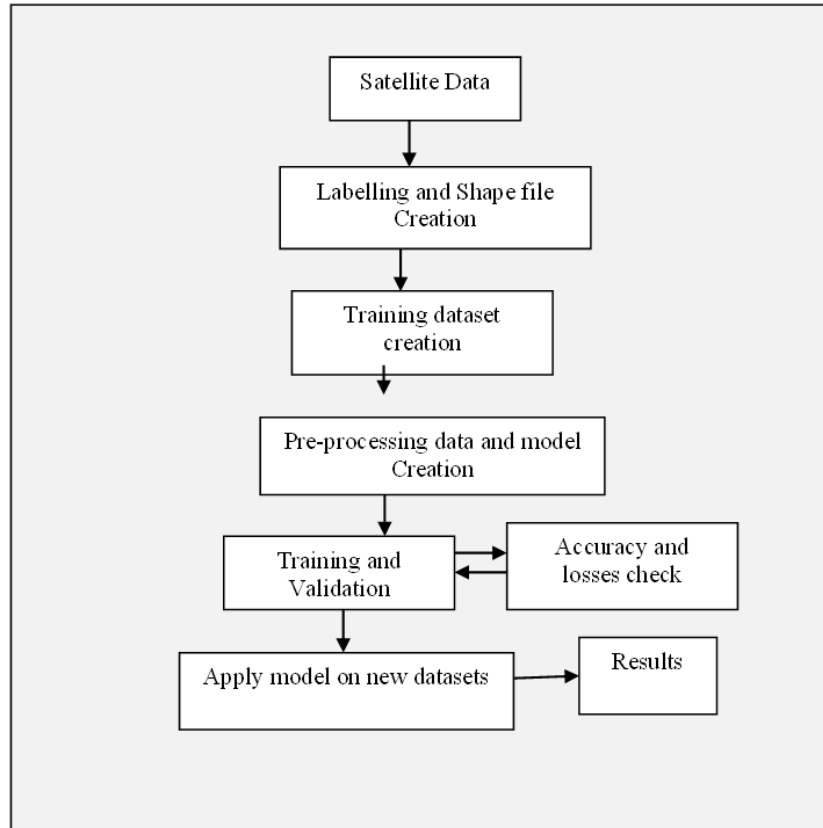 Satellite Data
Labelling and Shape file
Creation
Training dataset
creation
Pre-processing data and model
Creation
Training and
Validation
Accuracy and
losses check
Apply model on new datasets
Results